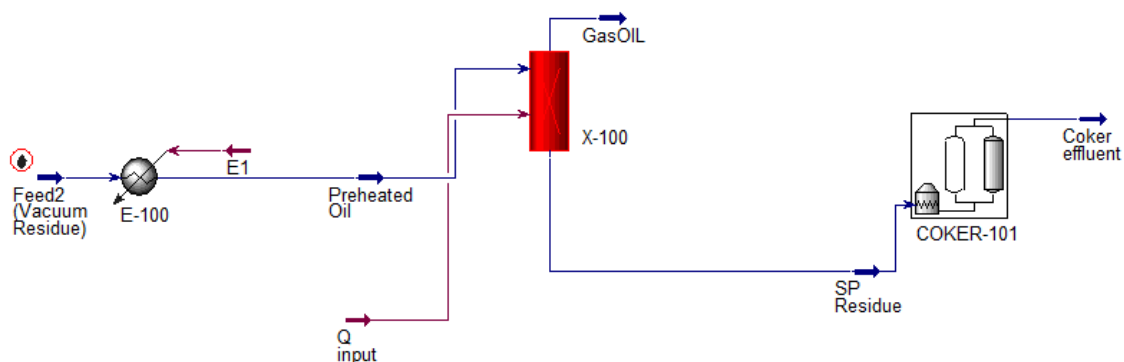 GasOIL
X-100
Feed2
(Vacuum
Residue)
E-100
E1
Preheated
Oil
Q
input
SP
Residue
COKER-101
Coker
effluent